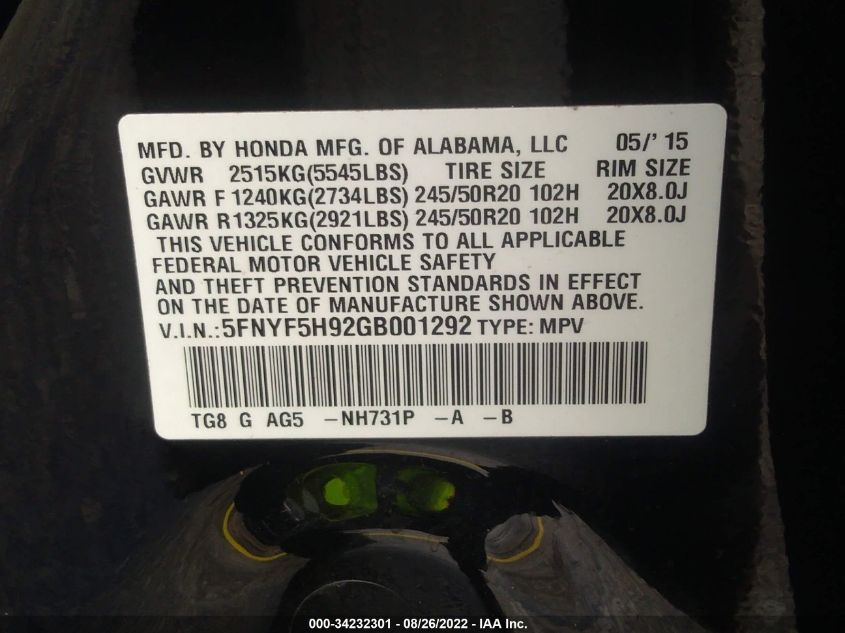 MFD. BY HONDA MFG. OF ALABAMA, LLC 05/' 15
GVWR 2515KG(5545LBS) TIRE SIZE RIM SIZE
GAWR F 1240KG(2734LBS) 245/50R20 102H 20X8.0J
GAWR R1325KG(2921LBS) 245/50R20 102H 20X8.0J
THIS VEHICLE CONFORMS TO ALL APPLICABLE
FEDERAL MOTOR VEHICLE SAFETY
AND THEFT PREVENTION STANDARDS IN EFFECT
ON THE DATE OF MANUFACTURE SHOWN ABOVE.
V.I.N.:5FNYF5H92GB001292 TYPE: MPV
TG8 G AG5 -NH731P -A -B
000-34232301 - 08/26/2022 - IAA Inc.